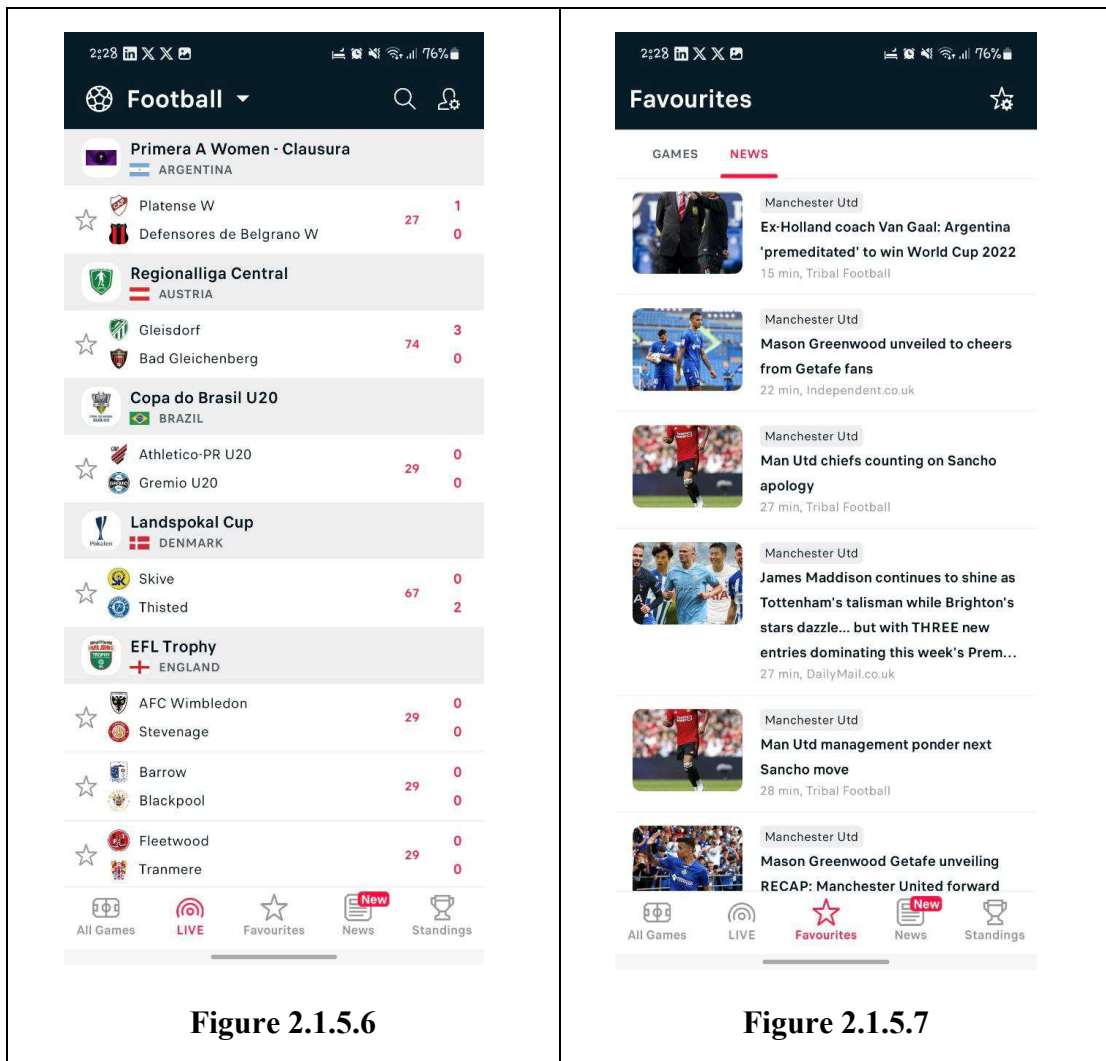 2:28
76%
Football
Primera A Women - Clausura
ARGENTINA
Platense W
27
1
Defensores de Belgrano W
0
Regionalliga Central
AUSTRIA
Gleisdorf
74
3
Bad Gleichenberg
0
Copa do Brasil U20
BRAZIL
Athletico-PR U20
29
0
Gremio U20
0
Landspokal Cup
Pokalen
DENMARK
Skive
67
0
Thisted
2
EFL Trophy
ENGLAND
AFC Wimbledon
29
0
Stevenage
0
Barrow
29
0
Blackpool
0
Fleetwood
29
0
Tranmere
0
New
All Games LIVE Favourites News Standings
Figure 2.1.5.6
2:28
76%
Favourites
GAMES NEWS
Manchester Utd
Ex-Holland coach Van Gaal: Argentina
'premeditated' to win World Cup 2022
15 min, Tribal Football
Manchester Utd
Mason Greenwood unveiled to cheers
from Getafe fans
22 min, Independent.co.uk
Manchester Utd
Man Utd chiefs counting on Sancho
apology
27 min, Tribal Football
Manchester Utd
James Maddison continues to shine as
Tottenham's talisman while Brighton's
stars dazzle... but with THREE new
entries dominating this week's Prem...
27 min, DailyMail.co.uk
Manchester Utd
Man Utd management ponder next
Sancho move
28 min, Tribal Football
Manchester Utd
Mason Greenwood Getafe unveiling
RECAP: Manchester United forward
New
All Games LIVE Favourites News Standings
Figure 2.1.5.7